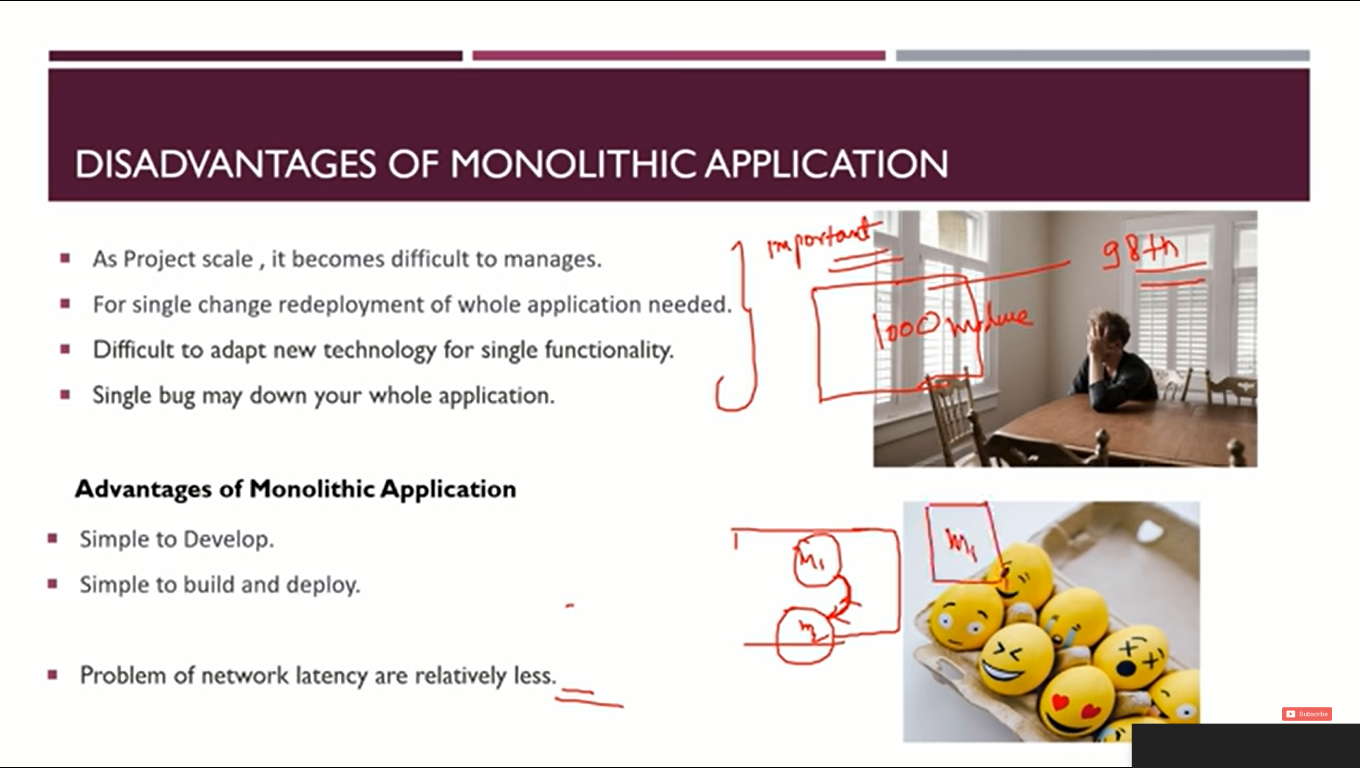 DISADVANTAGES OF MONOLITHIC APPLICATION
As Project scale , it becomes difficult to manages.
For single change redeployment of whole application needed.
Difficult to adapt new technology for single functionality.
Single bug may down your whole application.
important
98th
1000 module
Advantages of Monolithic Application
Simple to Develop.
Simple to build and deploy.
Problem of network latency are relatively less.
M1
m2
m1
Subscribe